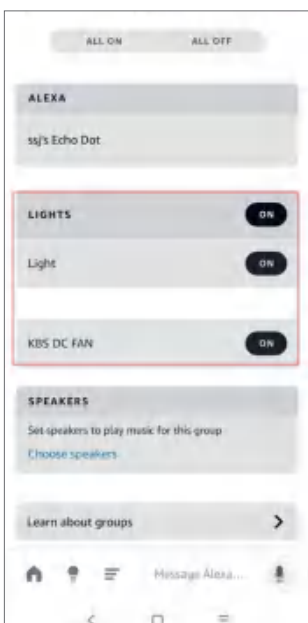 ALL ON ALL OFF
ALEXA
ssj's Echo Dot
LIGHTS ON
Light ON
KBS DC FAN ON
SPEAKERS
Set speakers to play music for this group
Choose speakers
Learn about groups
Message Alexa...